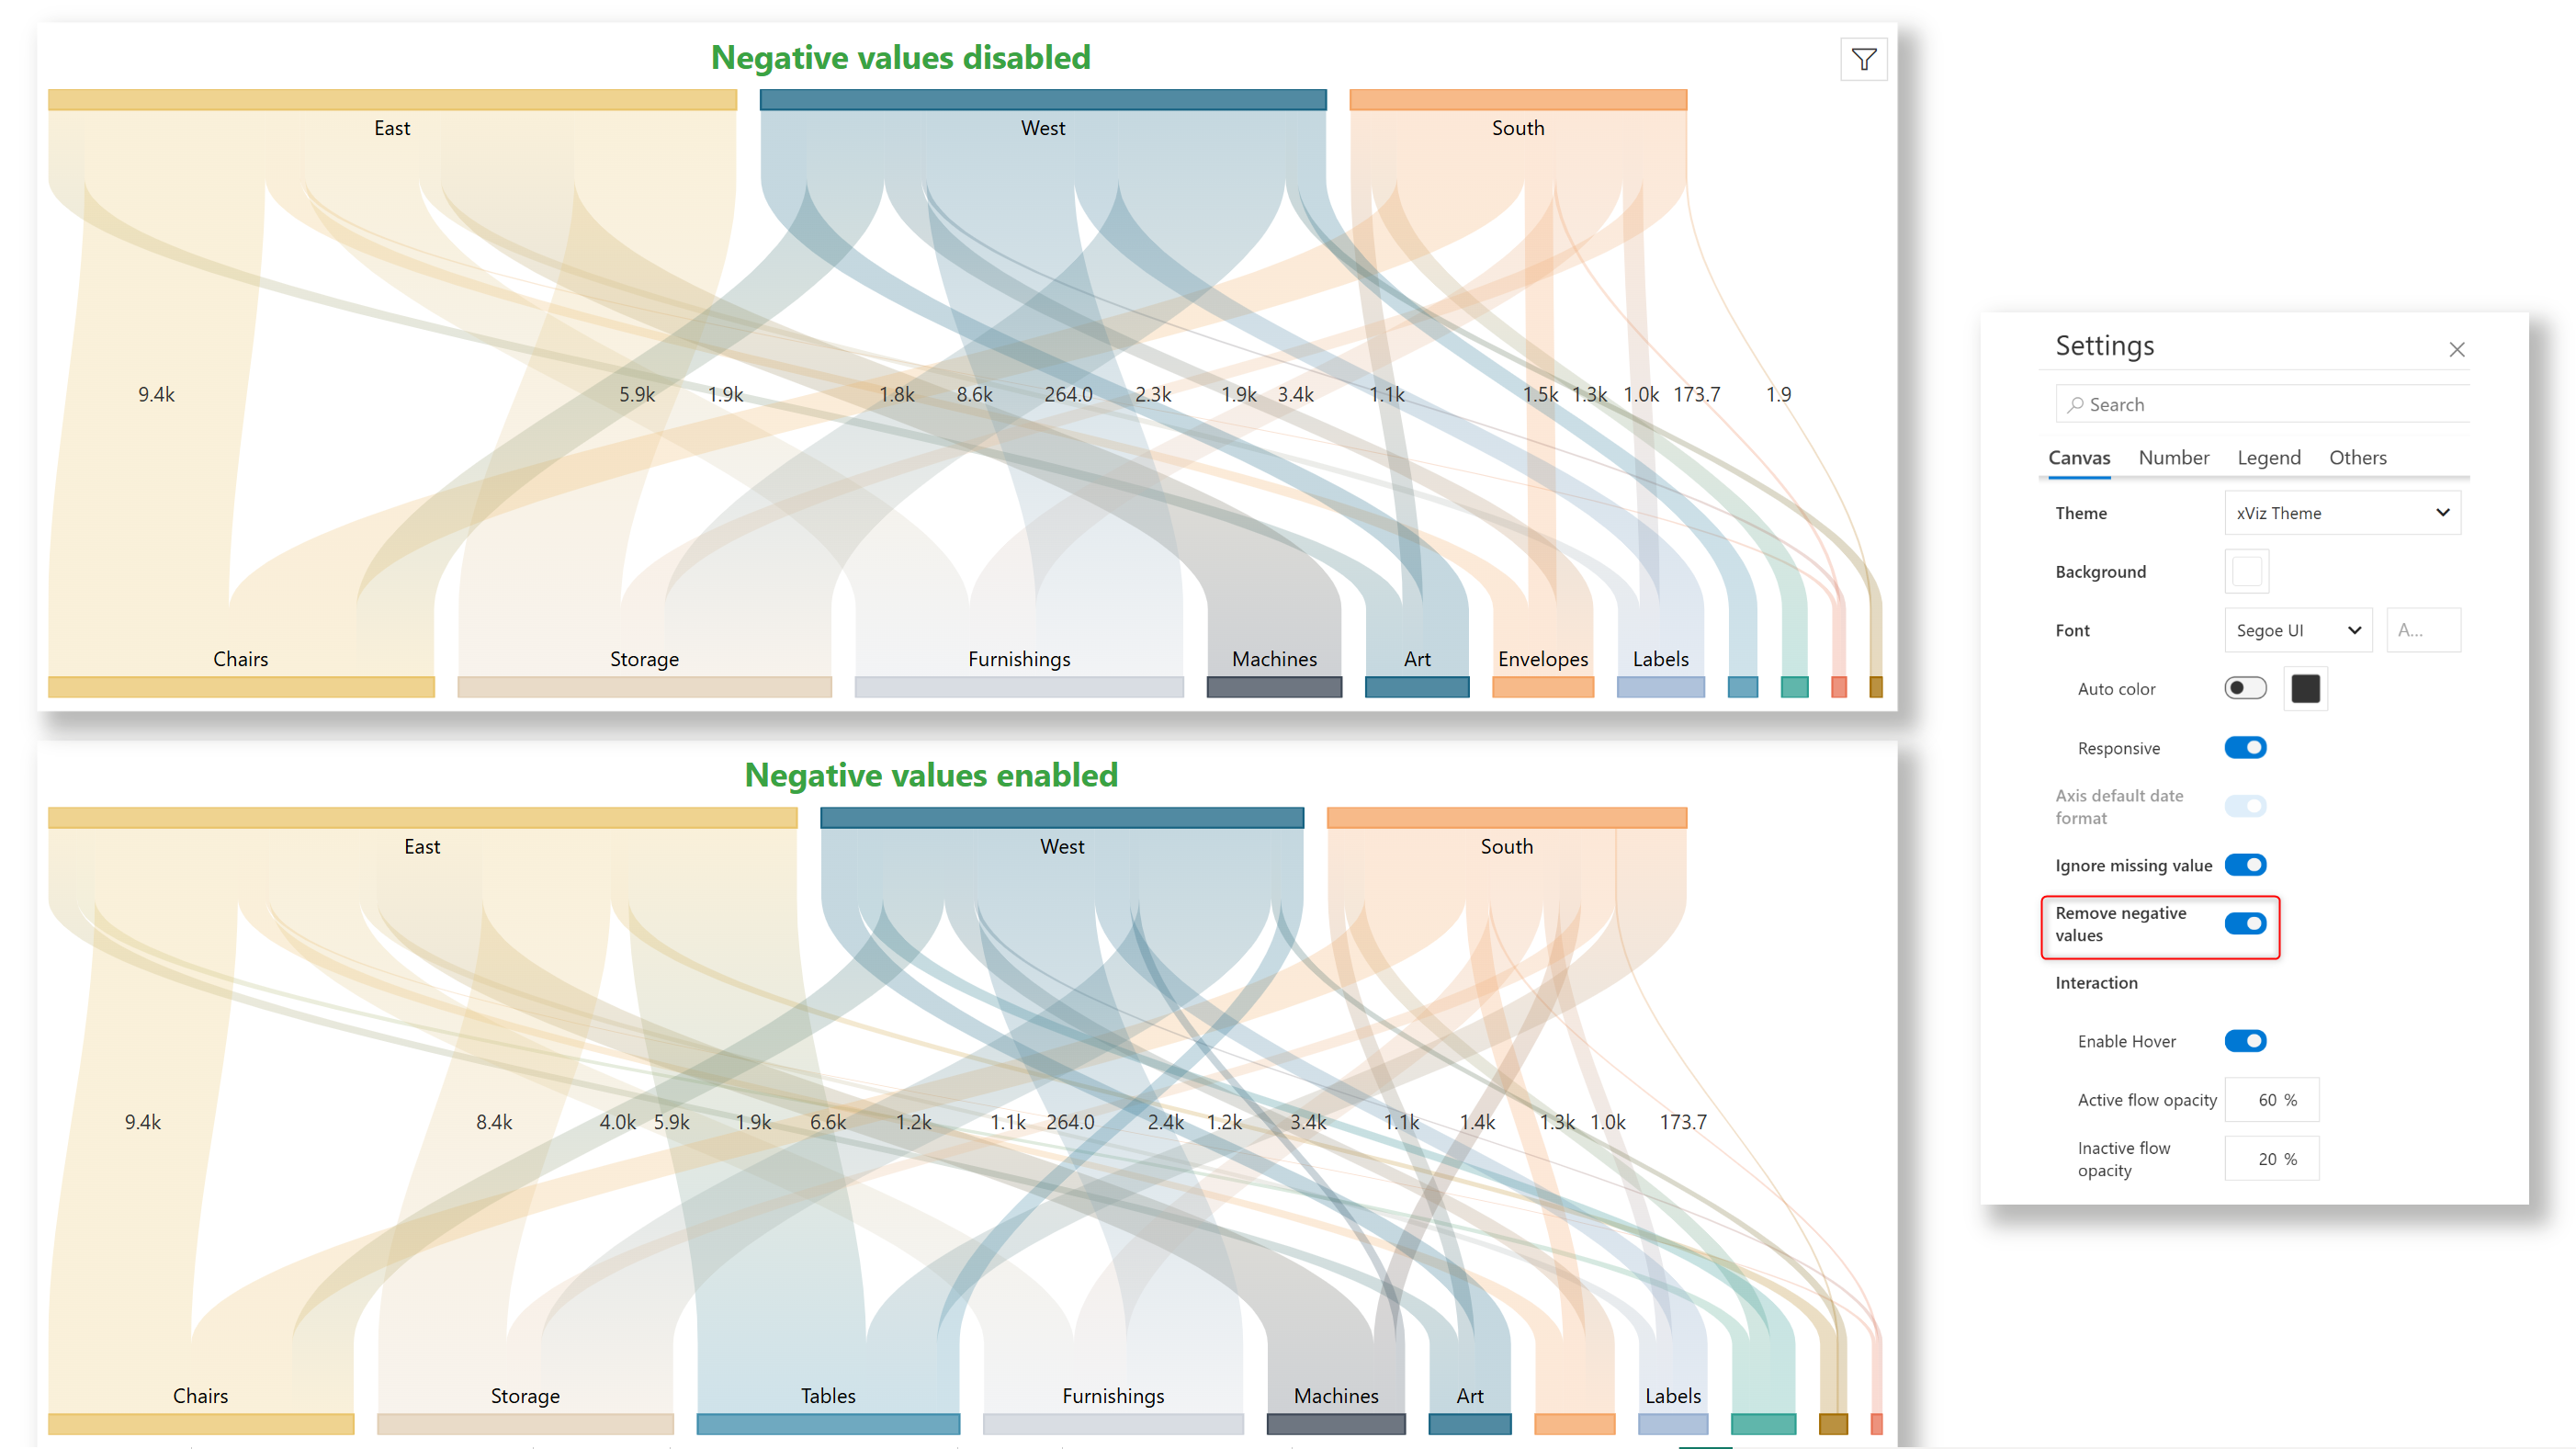 Negative values disabled
East
West
South
9.4k
5.9k
1.9k
1.8k
8.6k
264.0
2.3k
1.9k
3.4k
1.1k
1.5k
1.3k
1.0k
173.7
1.9
Chairs
Storage
Furnishings
Machines
Art
Envelopes
Labels
Negative values enabled
East
West
South
9.4k
8.4k
4.0k
5.9k
1.9k
6.6k
1.2k
1.1k
264.0
2.4k
1.2k
3.4k
1.1k
1.4k
1.3k
1.0k
173.7
Chairs
Storage
Tables
Furnishings
Machines
Art
Labels
Settings
Search
Canvas Number Legend Others
Theme xViz Theme
Background
Font Segoe UI A...
Auto color
Responsive
Axis default date
format
Ignore missing value
Remove negative
values
Interaction
Enable Hover
Active flow opacity 60 %
Inactive flow
opacity 20 %